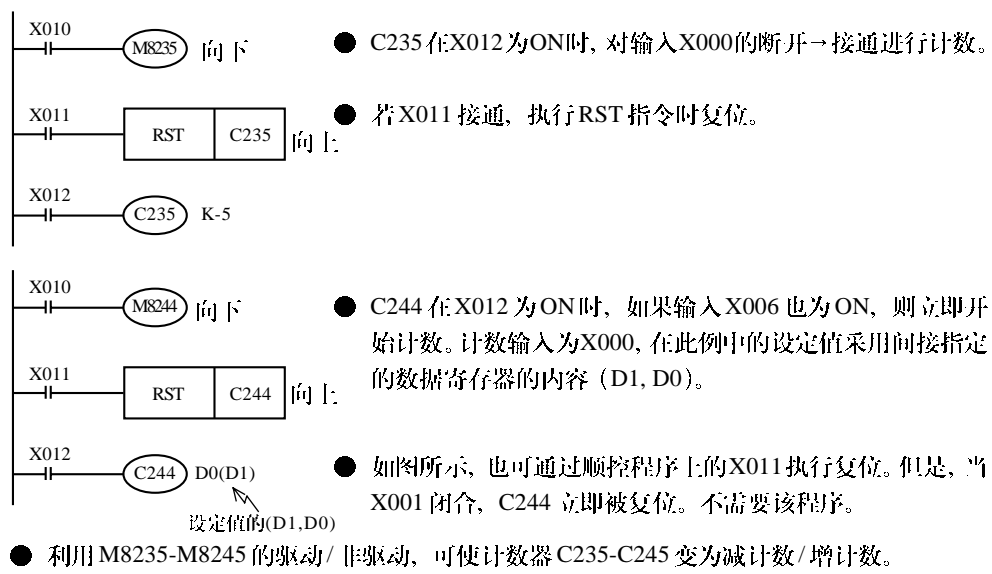 X010
M8235 向下
● C235在X012为ON时, 对输入X000的断开→接通进行计数。
X011
RST C235 向上
● 若X011接通, 执行RST指令时复位。
X012
C235 K-5
X010
M8244 向下
● C244在X012为ON时, 如果输入X006也为ON, 则立即开
始计数。计数输入为X000, 在此例中的设定值采用间接指定
的数据寄存器的内容 (D1, D0)。
X011
RST C244 向上
X012
C244 D0(D1)
设定值的(D1,D0)
● 如图所示, 也可通过顺控程序上的X011执行复位。但是, 当
X001闭合, C244 立即被复位。不需要该程序。
● 利用M8235-M8245的驱动/ 非驱动, 可使计数器C235-C245变为减计数/ 增计数。